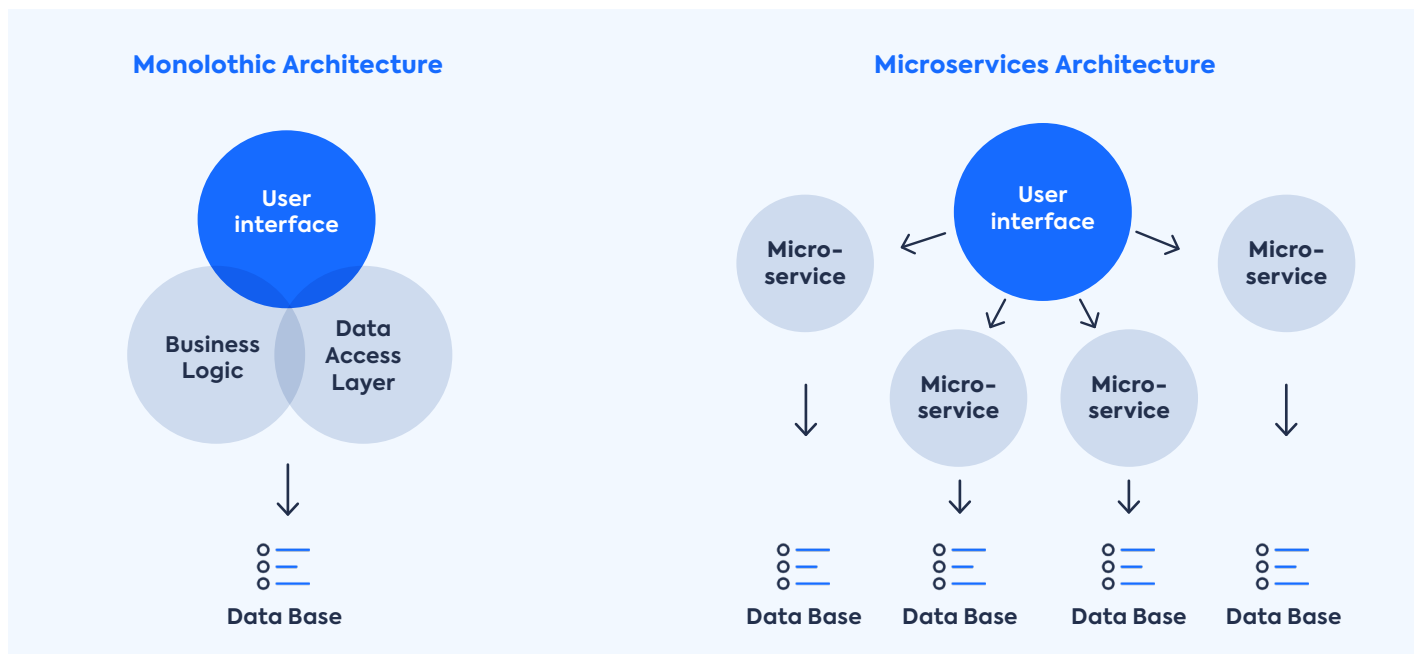 Monolothic Architecture
User
interface
Business
Logic
Data
Access
Layer
Data Base
Microservices Architecture
User
interface
Micro-
service
Micro-
service
Micro-
service
Micro-
service
Data Base
Data Base
Data Base
Data Base